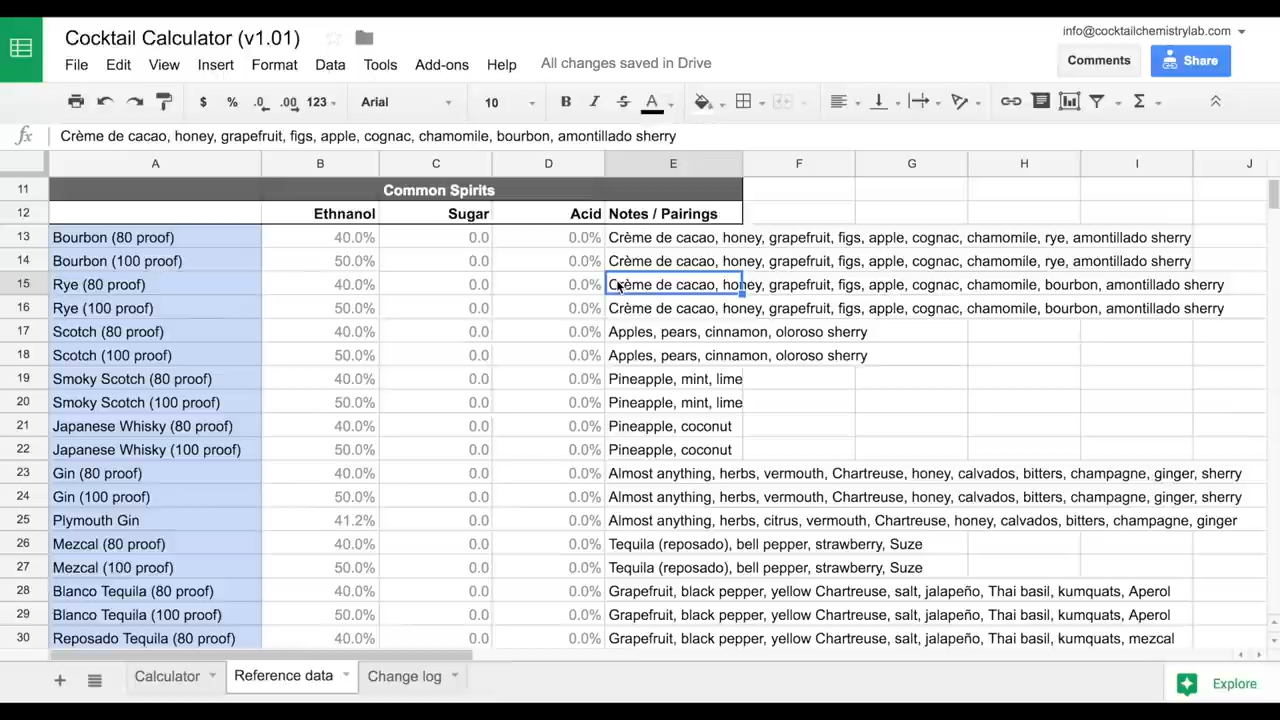 Cocktail Calculator (v1.01)
info@cocktailchemistrylab.com
File Edit View Insert Format Data Tools Add-ons Help All changes saved in Drive
Comments
Share
$ % .0 .00 123 Arial 10 B I S A Σ
fx Crème de cacao, honey, grapefruit, figs, apple, cognac, chamomile, bourbon, amontillado sherry
A B C D E F G H I J
11 Common Spirits
12 Ethnanol Sugar Acid Notes / Pairings
13 Bourbon (80 proof) 40.0% 0.0 0.0% Crème de cacao, honey, grapefruit, figs, apple, cognac, chamomile, rye, amontillado sherry
14 Bourbon (100 proof) 50.0% 0.0 0.0% Crème de cacao, honey, grapefruit, figs, apple, cognac, chamomile, rye, amontillado sherry
15 Rye (80 proof) 40.0% 0.0 0.0% Crème de cacao, honey, grapefruit, figs, apple, cognac, chamomile, bourbon, amontillado sherry
16 Rye (100 proof) 50.0% 0.0 0.0% Crème de cacao, honey, grapefruit, figs, apple, cognac, chamomile, bourbon, amontillado sherry
17 Scotch (80 proof) 40.0% 0.0 0.0% Apples, pears, cinnamon, oloroso sherry
18 Scotch (100 proof) 50.0% 0.0 0.0% Apples, pears, cinnamon, oloroso sherry
19 Smoky Scotch (80 proof) 40.0% 0.0 0.0% Pineapple, mint, lime
20 Smoky Scotch (100 proof) 50.0% 0.0 0.0% Pineapple, mint, lime
21 Japanese Whisky (80 proof) 40.0% 0.0 0.0% Pineapple, coconut
22 Japanese Whisky (100 proof) 50.0% 0.0 0.0% Pineapple, coconut
23 Gin (80 proof) 40.0% 0.0 0.0% Almost anything, herbs, vermouth, Chartreuse, honey, calvados, bitters, champagne, ginger, sherry
24 Gin (100 proof) 50.0% 0.0 0.0% Almost anything, herbs, vermouth, Chartreuse, honey, calvados, bitters, champagne, ginger, sherry
25 Plymouth Gin 41.2% 0.0 0.0% Almost anything, herbs, citrus, vermouth, Chartreuse, honey, calvados, bitters, champagne, ginger
26 Mezcal (80 proof) 40.0% 0.0 0.0% Tequila (reposado), bell pepper, strawberry, Suze
27 Mezcal (100 proof) 50.0% 0.0 0.0% Tequila (reposado), bell pepper, strawberry, Suze
28 Blanco Tequila (80 proof) 40.0% 0.0 0.0% Grapefruit, black pepper, yellow Chartreuse, salt, jalapeño, Thai basil, kumquats, Aperol
29 Blanco Tequila (100 proof) 50.0% 0.0 0.0% Grapefruit, black pepper, yellow Chartreuse, salt, jalapeño, Thai basil, kumquats, Aperol
30 Reposado Tequila (80 proof) 40.0% 0.0 0.0% Grapefruit, black pepper, yellow Chartreuse, salt, jalapeño, Thai basil, kumquats, mezcal
+ Calculator Reference data Change log Explore